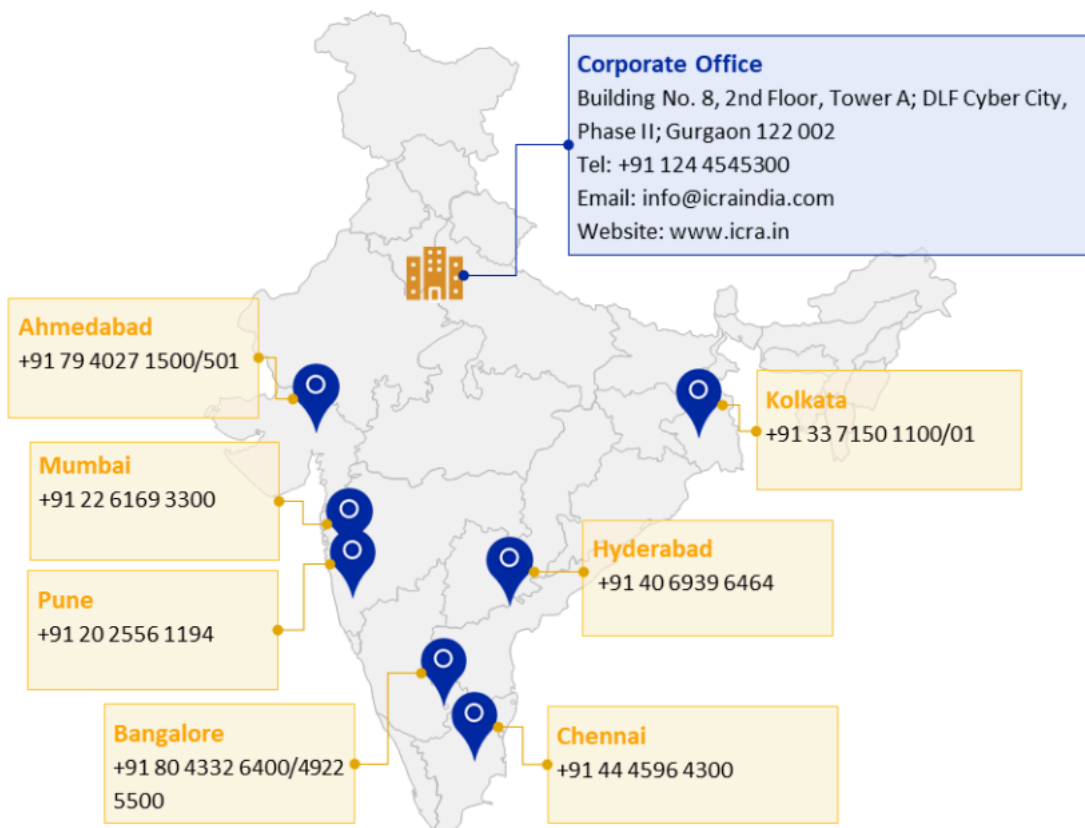 Corporate Office
Building No. 8, 2nd Floor, Tower A; DLF Cyber City,
Phase II; Gurgaon 122 002
Tel: +91 124 4545300
Email: info@icraindia.com
Website: www.icra.in
Ahmedabad
+91 79 4027 1500/501
Kolkata
+91 33 7150 1100/01
Mumbai
+91 22 6169 3300
Hyderabad
+91 40 6939 6464
Pune
+91 20 2556 1194
Bangalore
+91 80 4332 6400/4922
5500
Chennai
+91 44 4596 4300